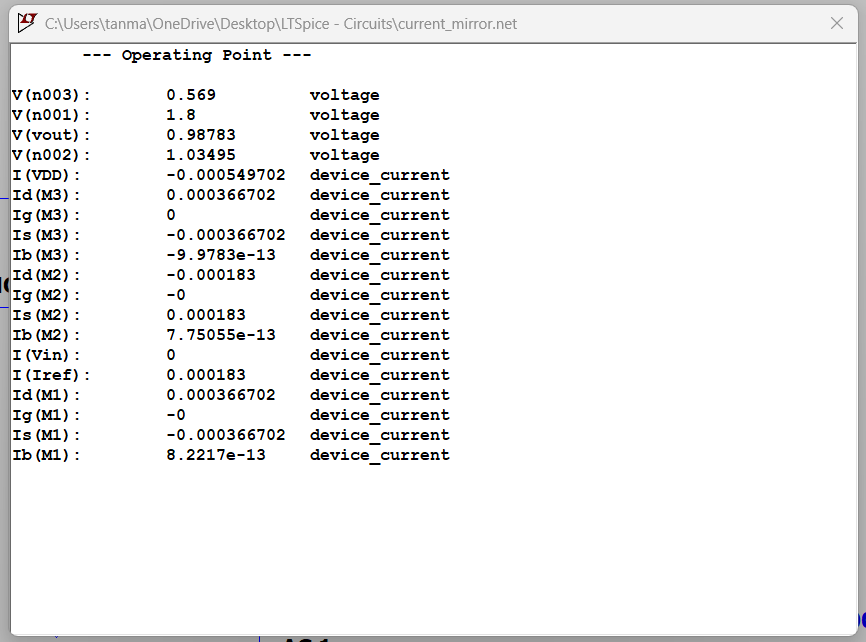 C:\Users\tanma\OneDrive\Desktop\LTSpice - Circuits\current_mirror.net
--- Operating Point ---
V(n003): 0.569 voltage
V(n001): 1.8 voltage
V(vout): 0.98783 voltage
V(n002): 1.03495 voltage
I(VDD): -0.000549702 device_current
Id(M3): 0.000366702 device_current
Ig(M3): 0 device_current
Is(M3): -0.000366702 device_current
Ib(M3): -9.9783e-13 device_current
Id(M2): -0.000183 device_current
Ig(M2): -0 device_current
Is(M2): 0.000183 device_current
Ib(M2): 7.75055e-13 device_current
I(Vin): 0 device_current
I(Iref): 0.000183 device_current
Id(M1): 0.000366702 device_current
Ig(M1): -0 device_current
Is(M1): -0.000366702 device_current
Ib(M1): 8.2217e-13 device_current